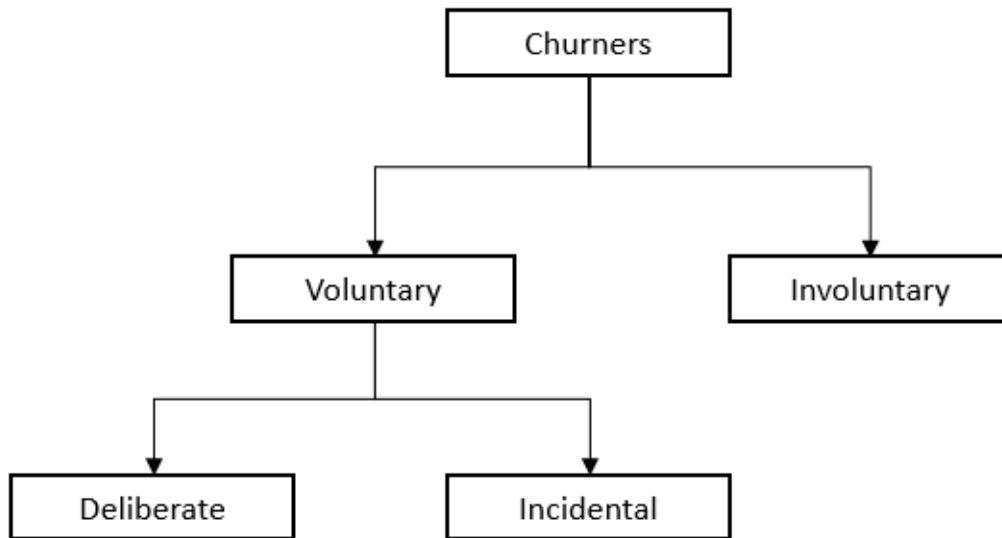 Churners
Voluntary
Involuntary
Deliberate
Incidental